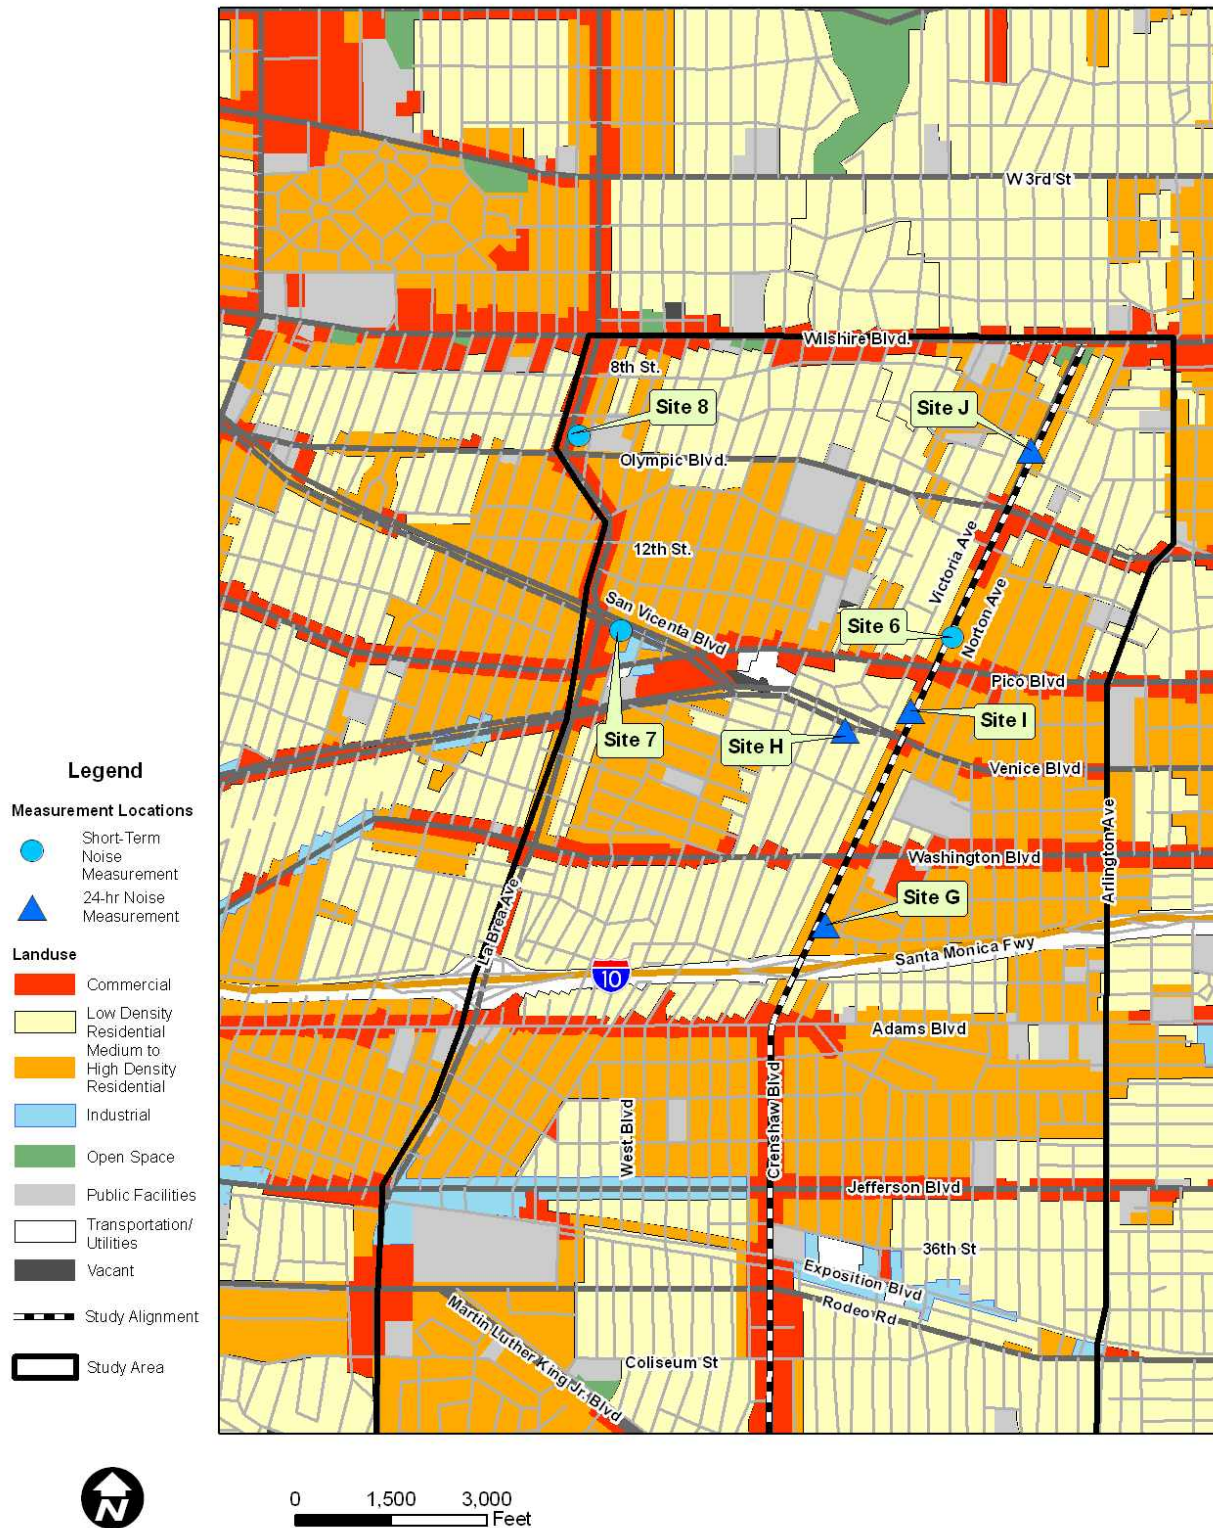 W 3rd St
Wilshire Blvd.
8th St.
Site 8
Site J
Olympic Blvd.
12th St.
Victoria Ave
San Vicenta Blvd
Site 6
Norton Ave
Pico Blvd
Site 7
Site H
Site I
Venice Blvd
Washington Blvd
Arlington Ave
La Brea Ave
Site G
Santa Monica Fwy
10
Adams Blvd
West Blvd
Crenshaw Blvd
Jefferson Blvd
36th St
Exposition Blvd
Rodeo Rd
Martin Luther King Jr. Blvd
Coliseum St
Legend
Measurement Locations
Short-Term
Noise
Measurement
24-hr Noise
Measurement
Landuse
Commercial
Low Density
Residential
Medium to
High Density
Residential
Industrial
Open Space
Public Facilities
Transportation/
Utilities
Vacant
Study Alignment
Study Area
N
0 1,500 3,000
Feet